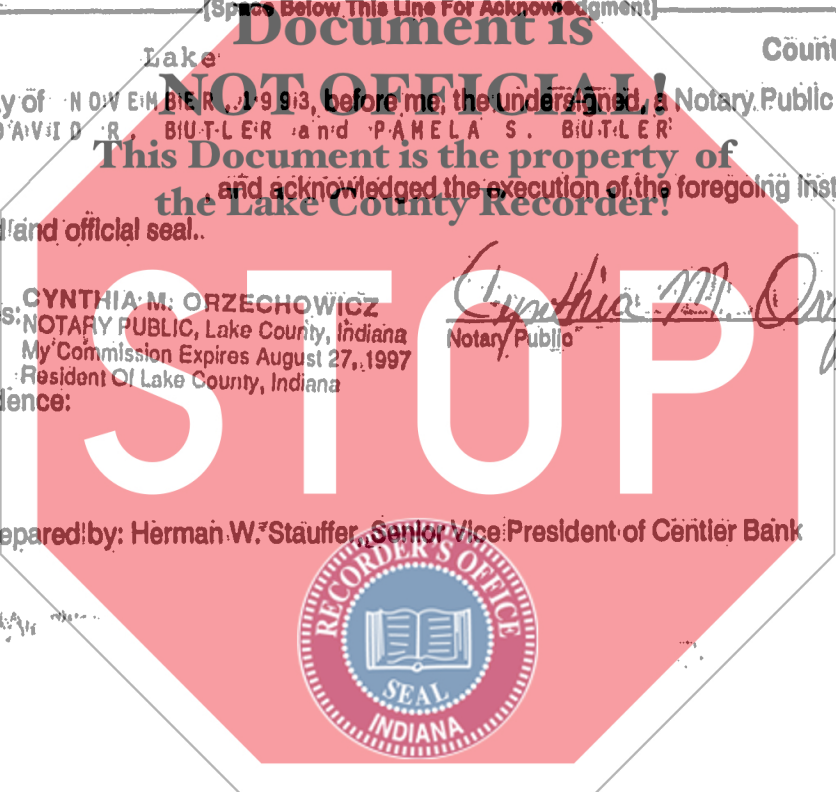 [Space Below This Line For Acknowledgment]
Document is
Lake Count
NOT OFFICIAL!
y of NOVEMBER, 1993, before me, the undersigned, a Notary Public
DAVID R. BUTLER and PAMELA S. BUTLER
This Document is the property of
, and acknowledged the execution of the foregoing inst
the Lake County Recorder!
and official seal.
CYNTHIA M. ORZECHOWICZ
s: NOTARY PUBLIC, Lake County, Indiana
My Commission Expires August 27, 1997
Resident Of Lake County, Indiana
dence:
Cynthia M. Orz
Notary Public
STOP
epared by: Herman W. Stauffer, Senior Vice President of Centier Bank
RECORDER'S OFFICE
SEAL
INDIANA